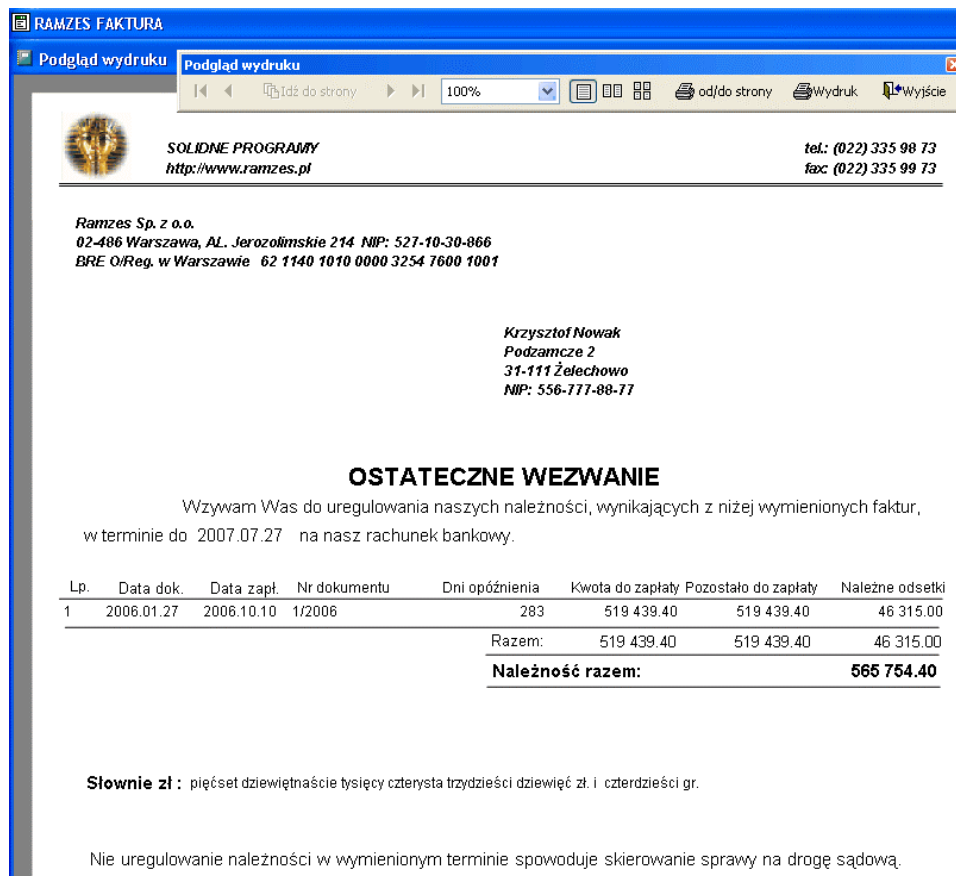 RAMZES FAKTURA
Podgląd wydruku
Podgląd wydruku
Idź do strony 100% od/do strony Wydruk Wyjście
SOLIDNE PROGRAMY tel.: (022) 335 98 73
http://www.ramzes.pl fax: (022) 335 99 73
Ramzes Sp. z o.o.
02-486 Warszawa, AL. Jerozolimskie 214 NIP: 527-10-30-866
BRE O/Reg. w Warszawie 62 1140 1010 0000 3254 7600 1001
Krzysztof Nowak
Podzamcze 2
31-111 Żelechowo
NIP: 556-777-88-77
OSTATECZNE WEZWANIE
Wzywam Was do uregulowania naszych należności, wynikających z niżej wymienionych faktur,
w terminie do 2007.07.27 na nasz rachunek bankowy.
Lp. Data dok. Data zapł. Nr dokumentu Dni opóźnienia Kwota do zapłaty Pozostało do zapłaty Należne odsetki
1 2006.01.27 2006.10.10 1/2006 283 519 439.40 519 439.40 46 315.00
Razem: 519 439.40 519 439.40 46 315.00
Należność razem: 565 754.40
Słownie zł : pięćset dziewiętnaście tysięcy czterysta trzydzieści dziewięć zł. i czterdzieści gr.
Nie uregulowanie należności w wymienionym terminie spowoduje skierowanie sprawy na drogę sądową.